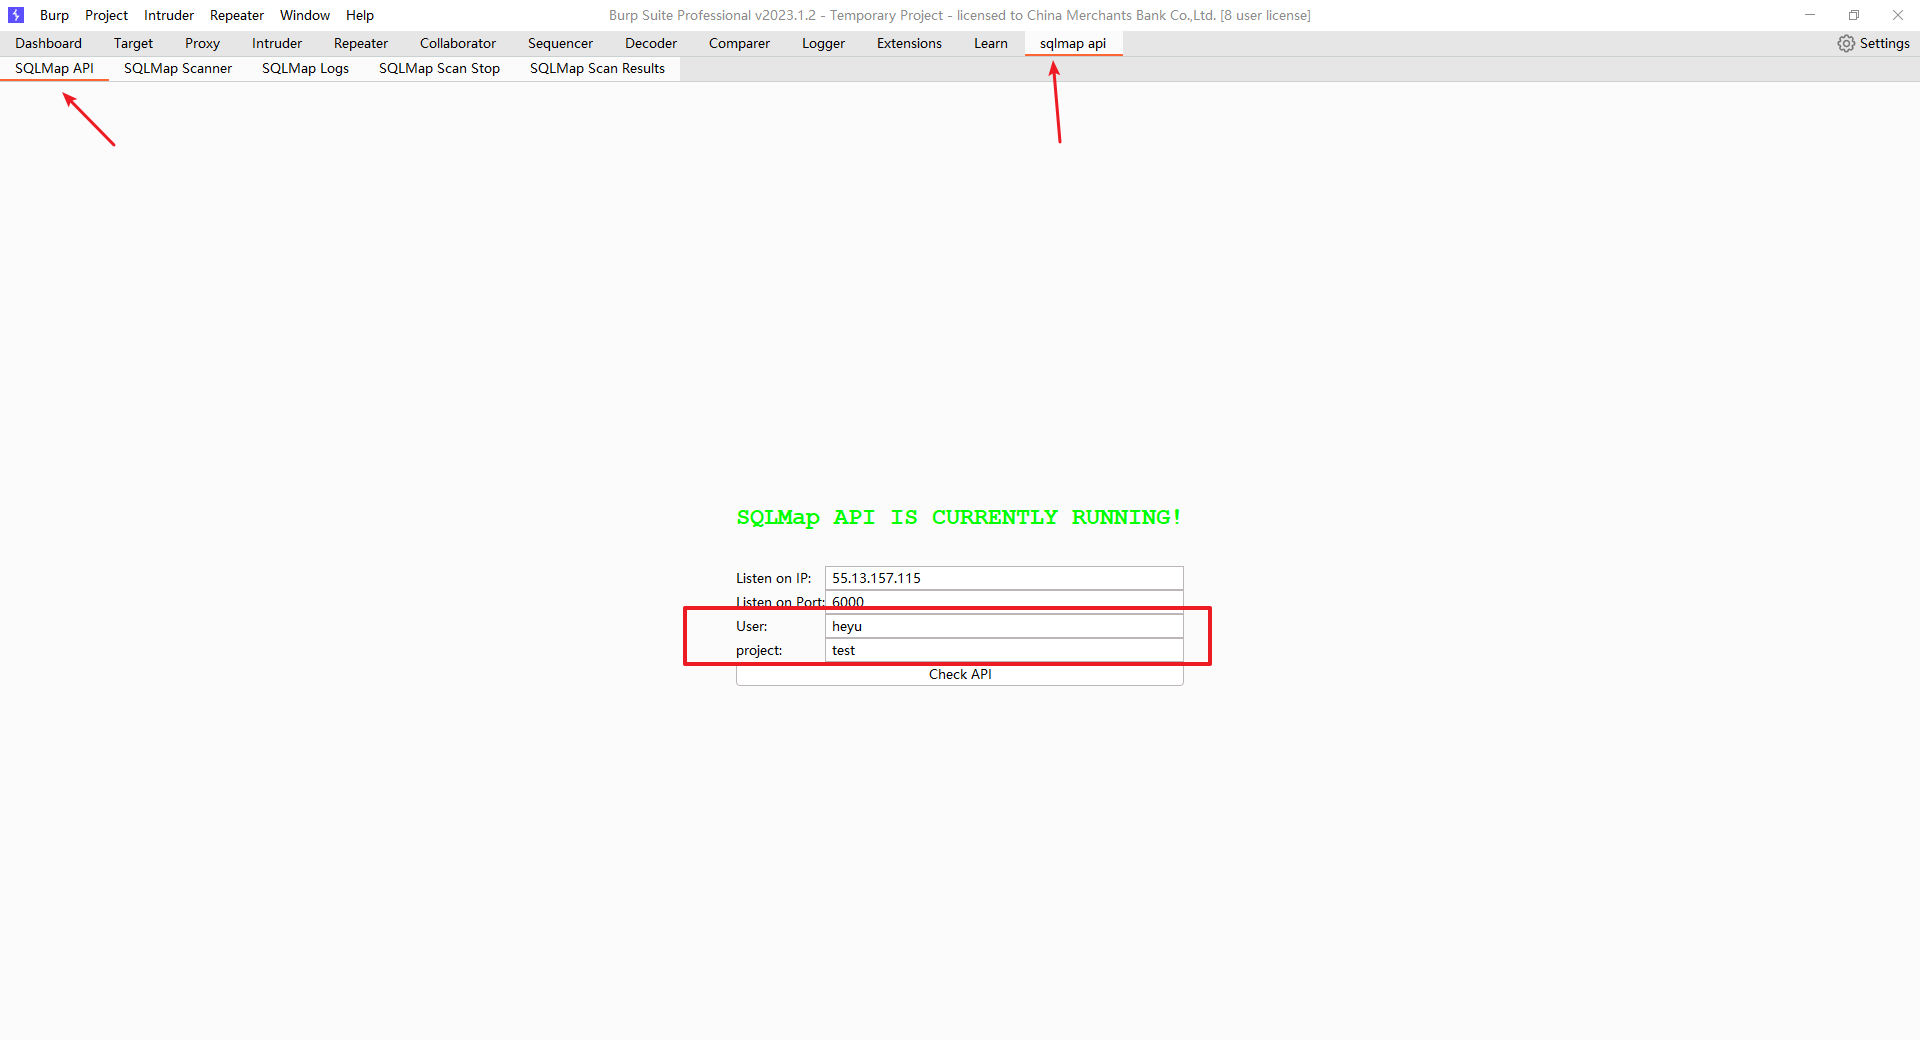 Burp Project Intruder Repeater Window Help Burp Suite Professional v2023.1.2 - Temporary Project - licensed to China Merchants Bank Co.,Ltd. [8 user license]
Dashboard Target Proxy Intruder Repeater Collaborator Sequencer Decoder Comparer Logger Extensions Learn sqlmap api Settings
SQLMap API SQLMap Scanner SQLMap Logs SQLMap Scan Stop SQLMap Scan Results
SQLMap API IS CURRENTLY RUNNING!
Listen on IP: 55.13.157.115
Listen on Port: 6000
User: heyu
project: test
Check API